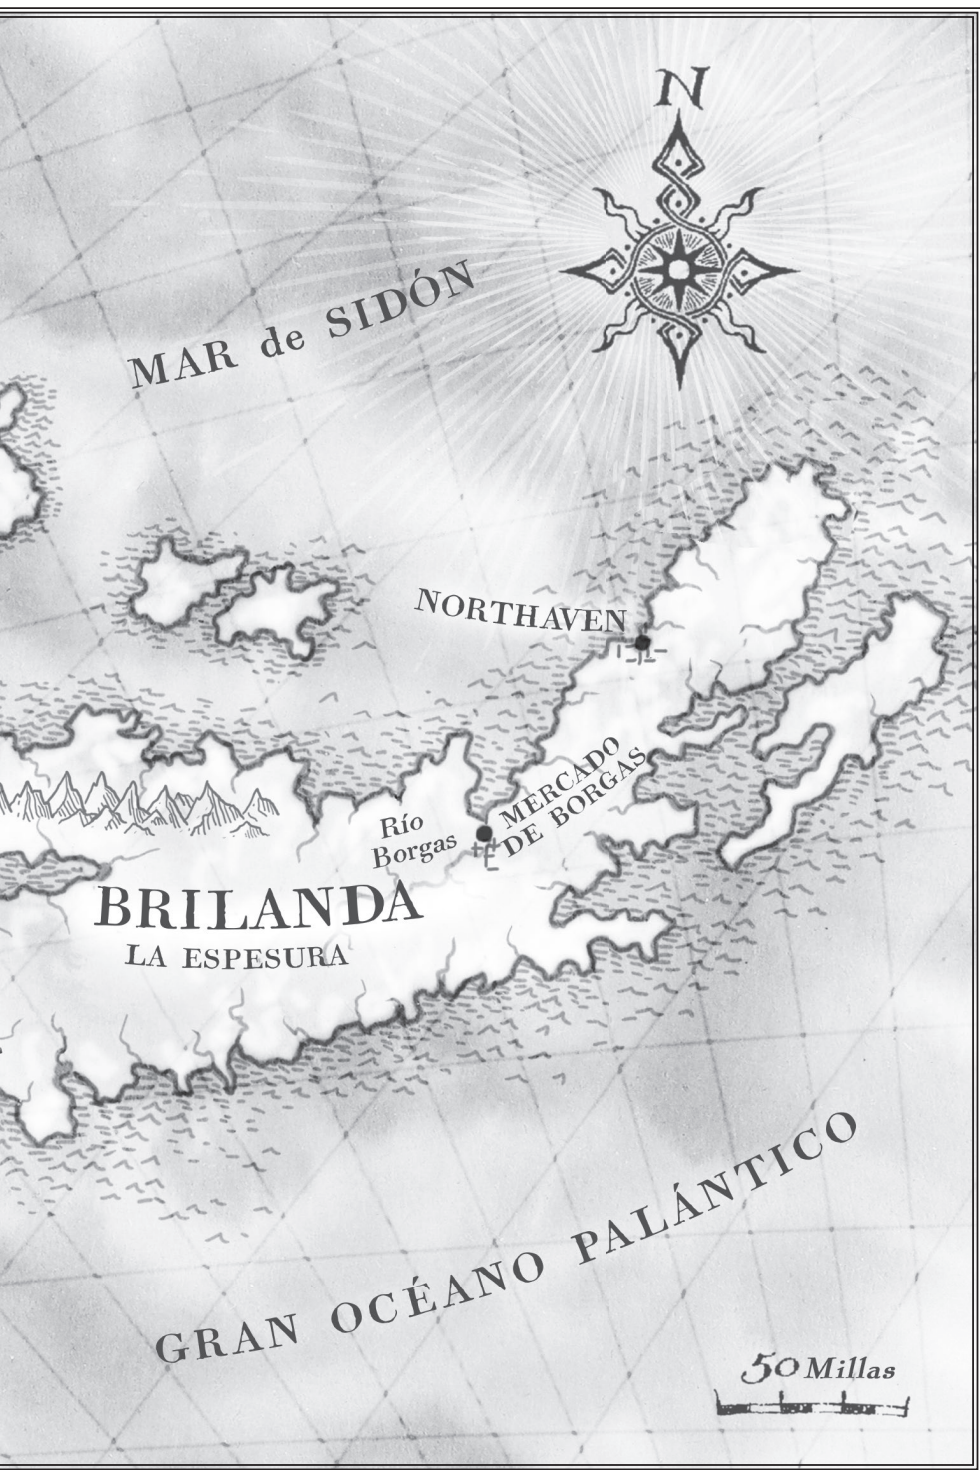 N
MAR de SIDÓN
NORTHAVEN
MERCADO
DE BORGAS
Río
Borgas
BRILANDA
LA ESPESURA
GRAN OCÉANO PALÁNTICO
50 Millas